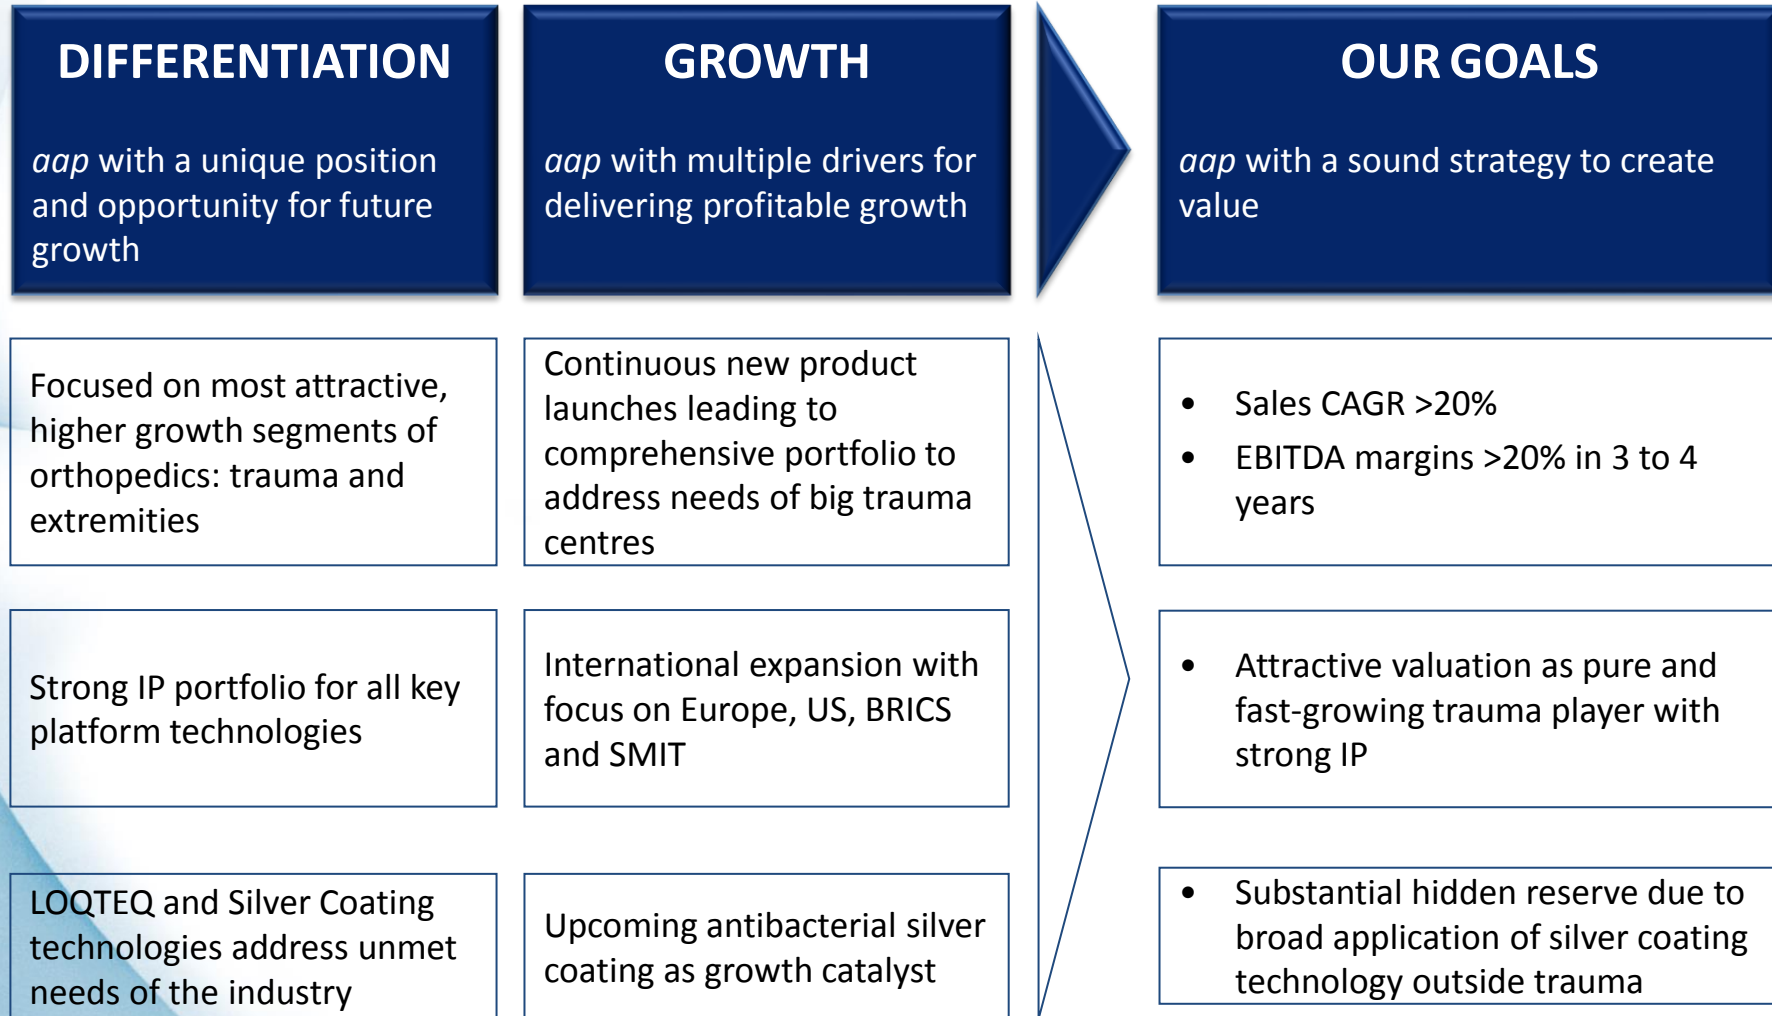 DIFFERENTIATION
aap with a unique position
and opportunity for future
growth
GROWTH
aap with multiple drivers for
delivering profitable growth
OUR GOALS
aap with a sound strategy to create
value
Focused on most attractive,
higher growth segments of
orthopedics: trauma and
extremities
Continuous new product
launches leading to
comprehensive portfolio to
address needs of big trauma
centres
• Sales CAGR >20%
• EBITDA margins >20% in 3 to 4
years
Strong IP portfolio for all key
platform technologies
International expansion with
focus on Europe, US, BRICS
and SMIT
• Attractive valuation as pure and
fast-growing trauma player with
strong IP
LOQTEQ and Silver Coating
technologies address unmet
needs of the industry
Upcoming antibacterial silver
coating as growth catalyst
• Substantial hidden reserve due to
broad application of silver coating
technology outside trauma